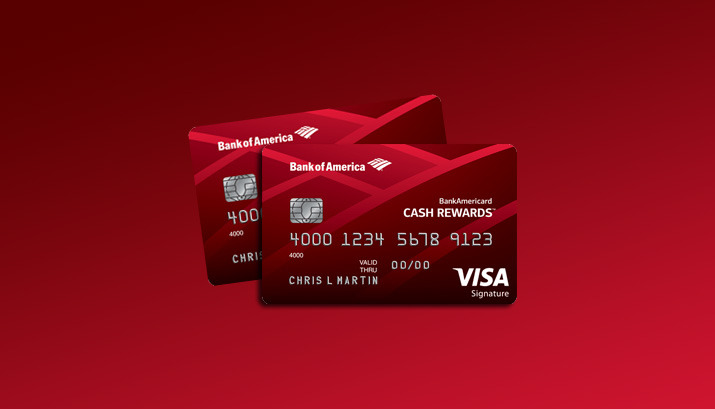 Bank of America
4000
4000
CHRIS
Bank of America
BankAmericard
CASH REWARDS™
4000 1234 5678 9123
4000
VALID
THRU 00/00
CHRIS L MARTIN
VISA
Signature